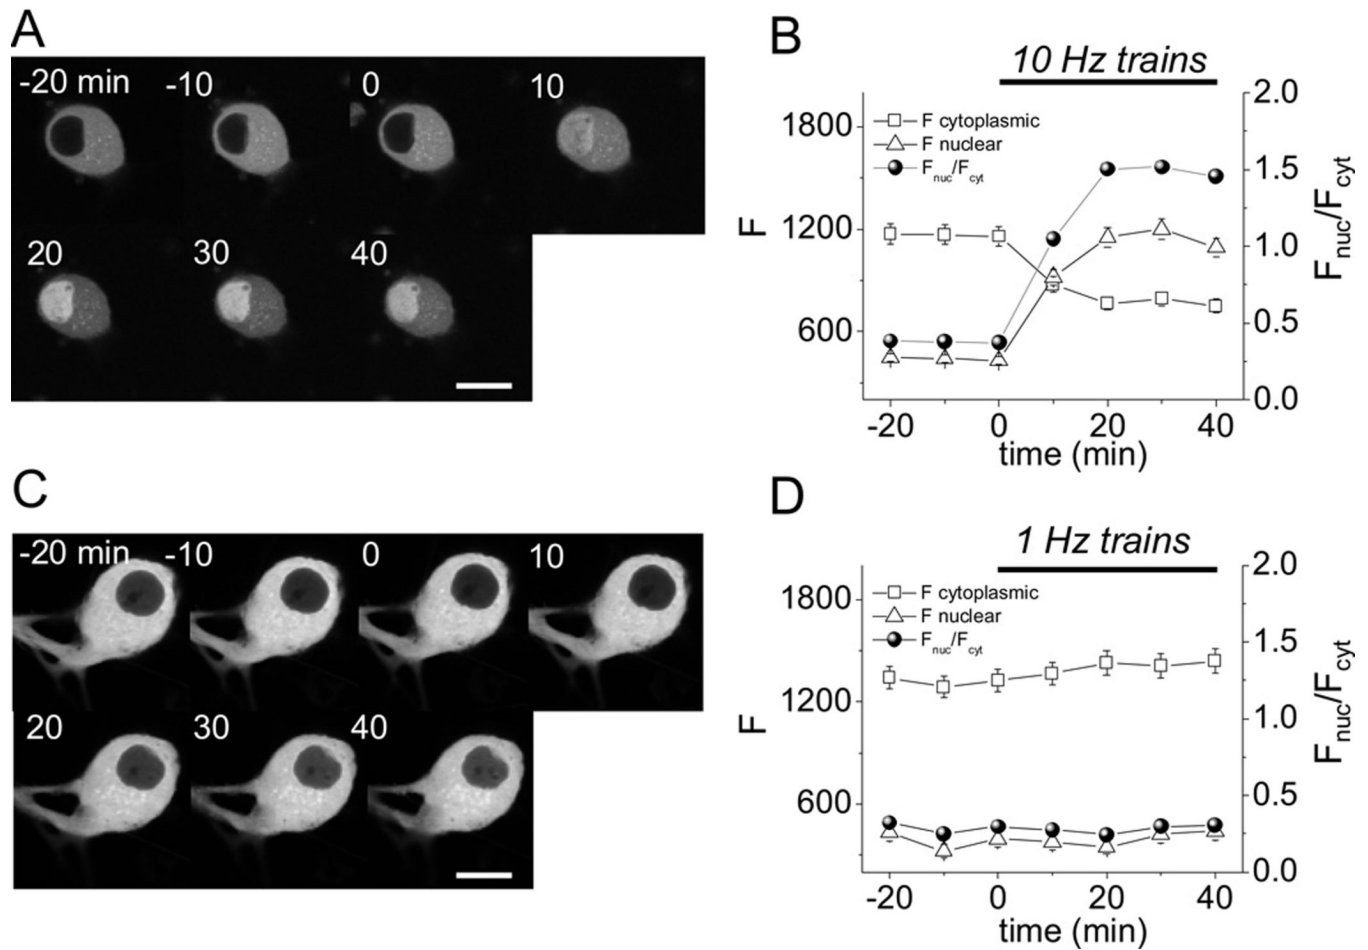 A
-20 min -10 0 10
20 30 40
B
10 Hz trains
F cytoplasmic
F nuclear
Fnuc/Fcyt
1800
1200
600
F
2.0
1.5
1.0
0.5
0.0
Fnuc/Fcyt
-20 0 20 40
time (min)
C
-20 min -10 0 10
20 30 40
D
1 Hz trains
F cytoplasmic
F nuclear
Fnuc/Fcyt
1800
1200
600
F
2.0
1.5
1.0
0.5
0.0
Fnuc/Fcyt
-20 0 20 40
time (min)